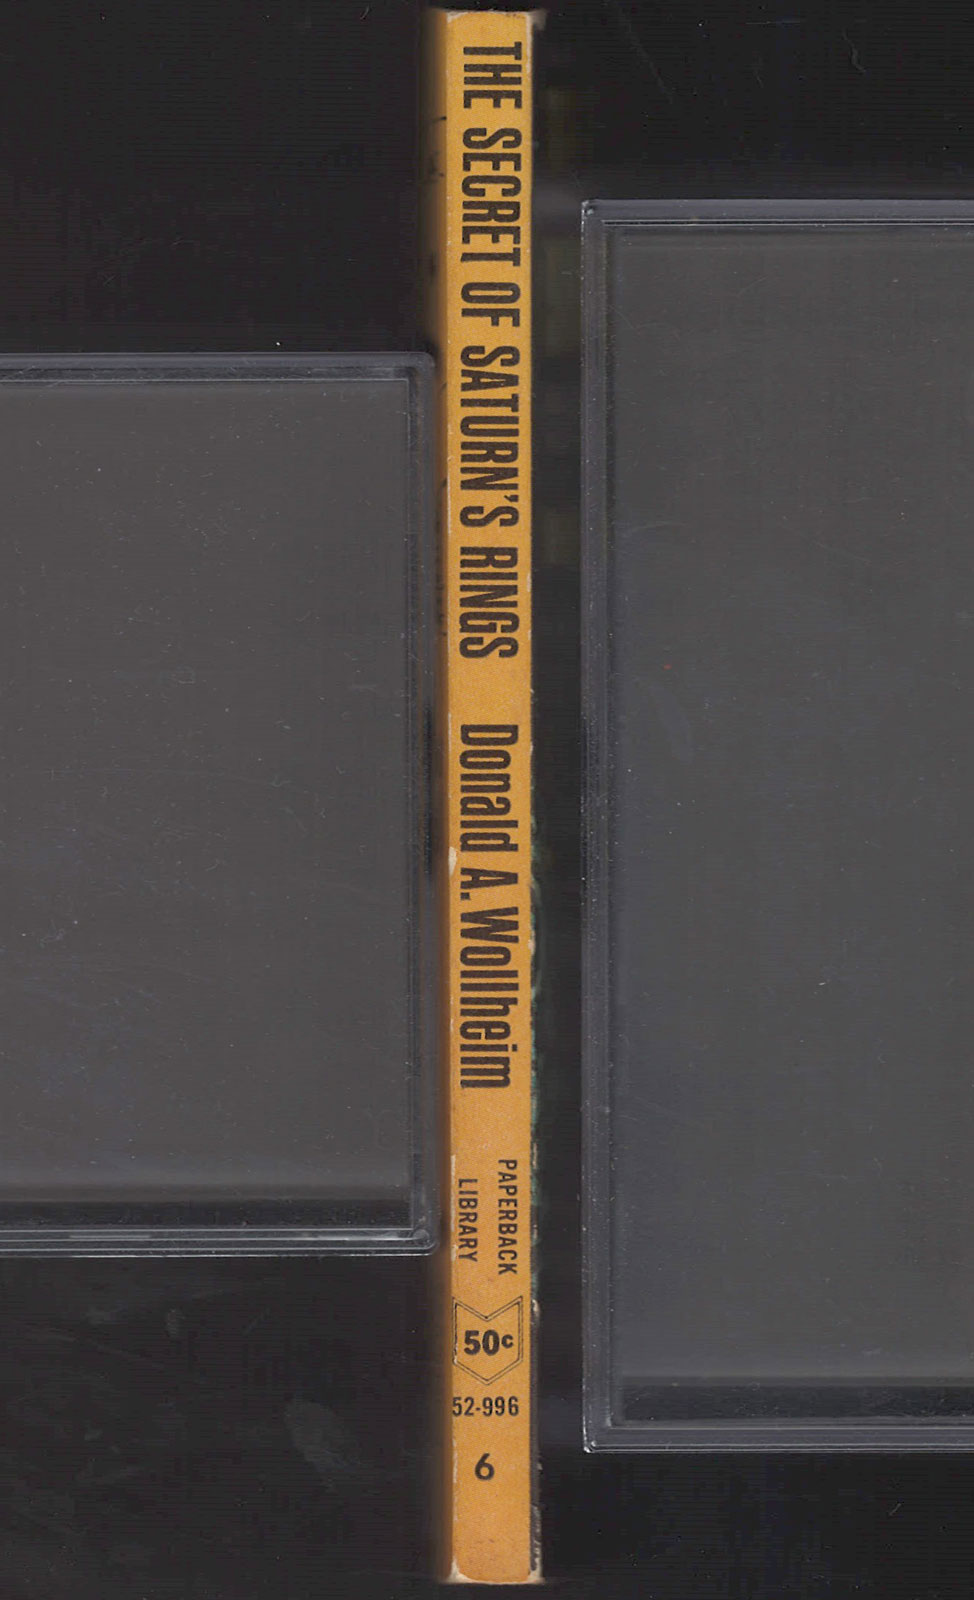 THE SECRET OF SATURN'S RINGS Donald A. Wollheim
PAPERBACK
LIBRARY
50c
52-996
6